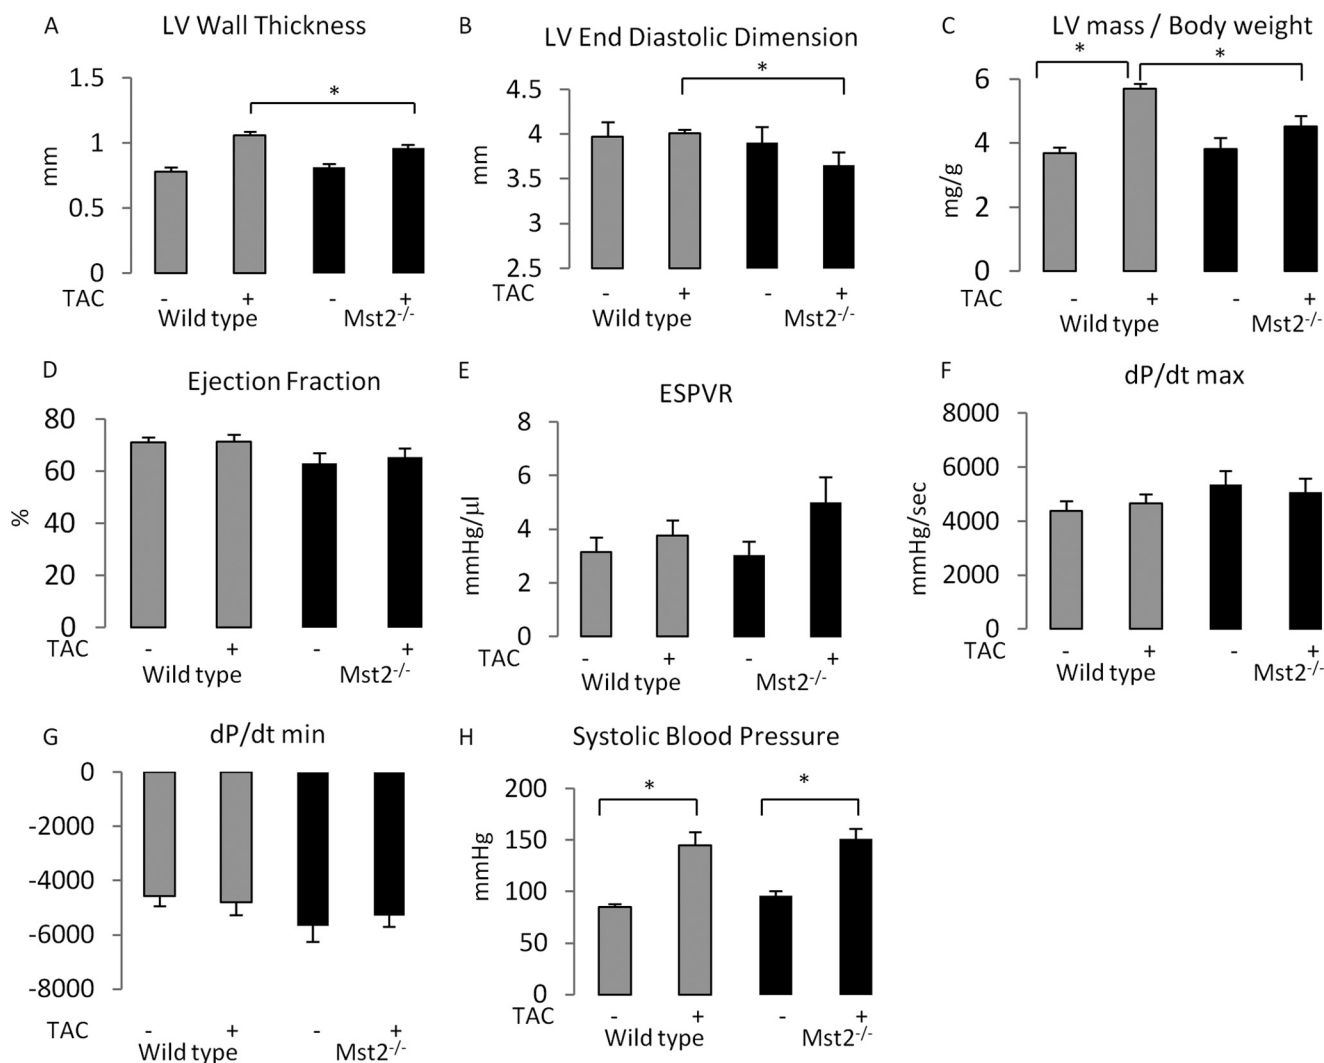 A LV Wall Thickness
mm
1.5
1
0.5
0
TAC - + - +
Wild type Mst2-/-
*
B LV End Diastolic Dimension
mm
4.5
4
3.5
3
2.5
TAC - + - +
Wild type Mst2-/-
*
C LV mass / Body weight
mg/g
6
4
2
0
TAC - + - +
Wild type Mst2-/-
* *
D Ejection Fraction
%
80
60
40
20
0
TAC - + - +
Wild type Mst2-/-
E ESPVR
mmHg/μl
8
6
4
2
0
TAC - + - +
Wild type Mst2-/-
F dP/dt max
mmHg/sec
8000
6000
4000
2000
0
TAC - + - +
Wild type Mst2-/-
G dP/dt min
0
-2000
-4000
-6000
-8000
TAC - + - +
Wild type Mst2-/-
H Systolic Blood Pressure
mmHg
200
150
100
50
0
TAC - + - +
Wild type Mst2-/-
* *